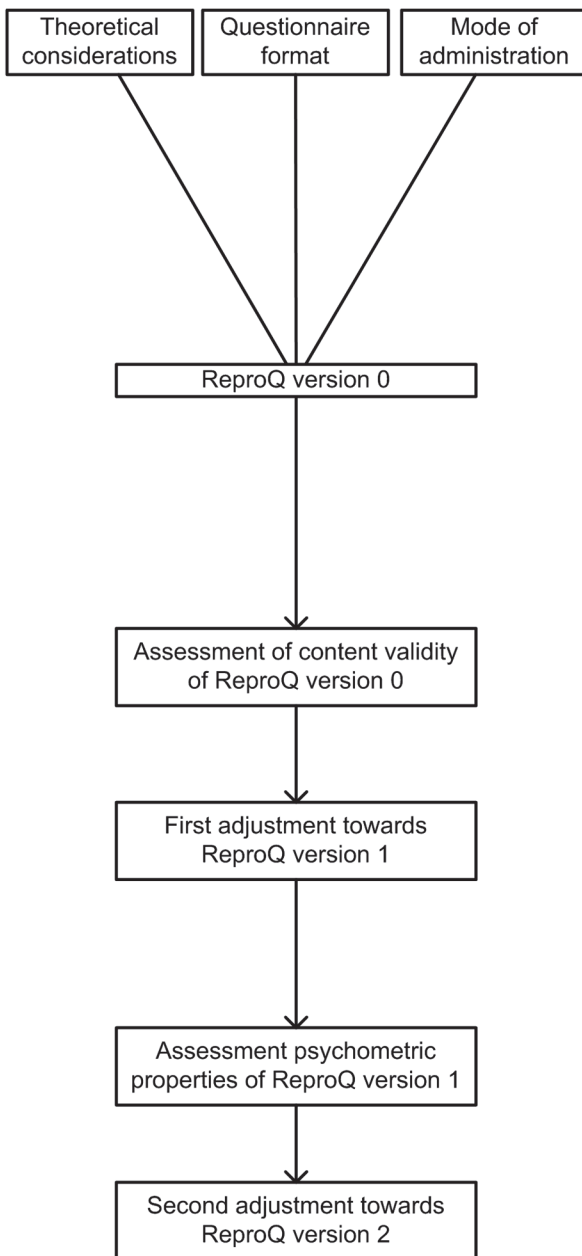 Theoretical
considerations
Questionnaire
format
Mode of
administration
ReproQ version 0
Assessment of content validity
of ReproQ version 0
First adjustment towards
ReproQ version 1
Assessment psychometric
properties of ReproQ version 1
Second adjustment towards
ReproQ version 2